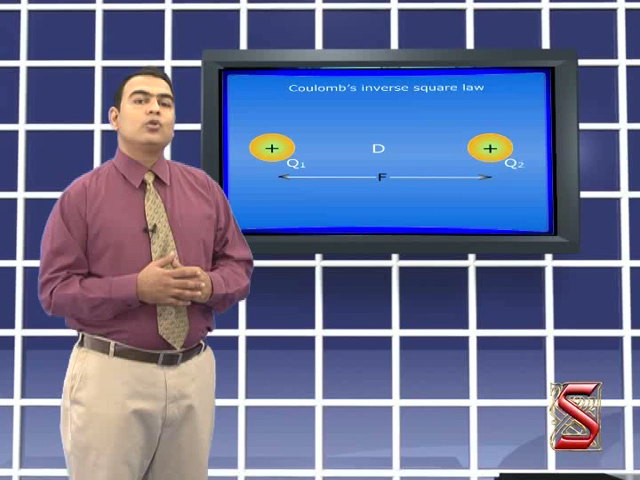 Coulomb's inverse square law
+ D +
Q1 Q2
F
S